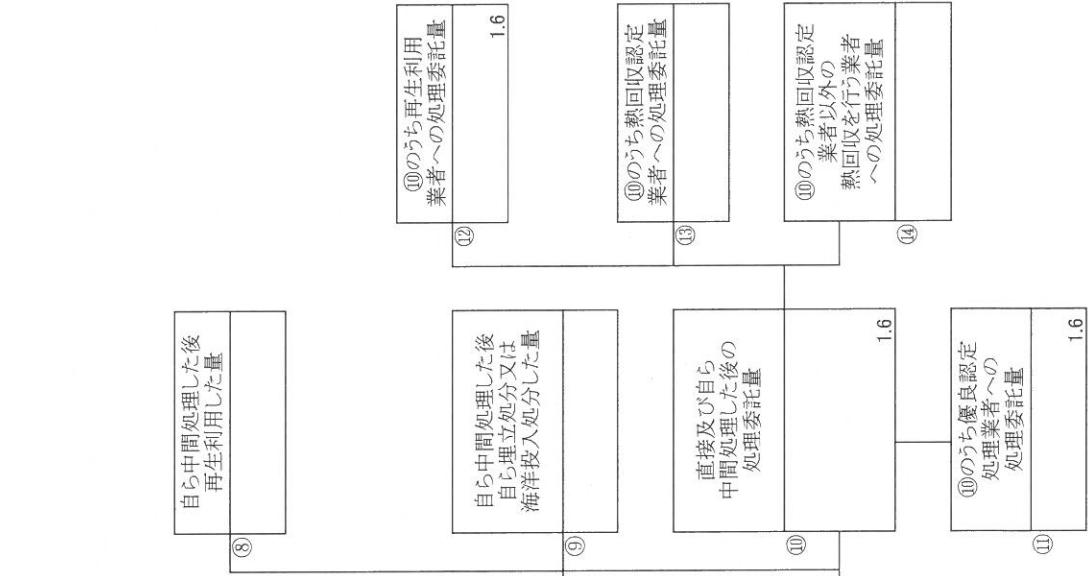 ⑧
自ら中間処理した後
再生利用した量
⑨
自ら中間処理した後
自ら埋立処分又は
海洋投入処分した量
⑩
直接及び自ら
中間処理した後の
処理委託量
1.6
⑪
⑩のうち優良認定
処理業者への
処理委託量
1.6
⑫
⑩のうち再生利用
業者への処理委託量
1.6
⑬
⑩のうち熱回収認定
業者への処理委託量
⑭
⑩のうち熱回収認定
業者以外の
熱回収を行う業者
への処理委託量